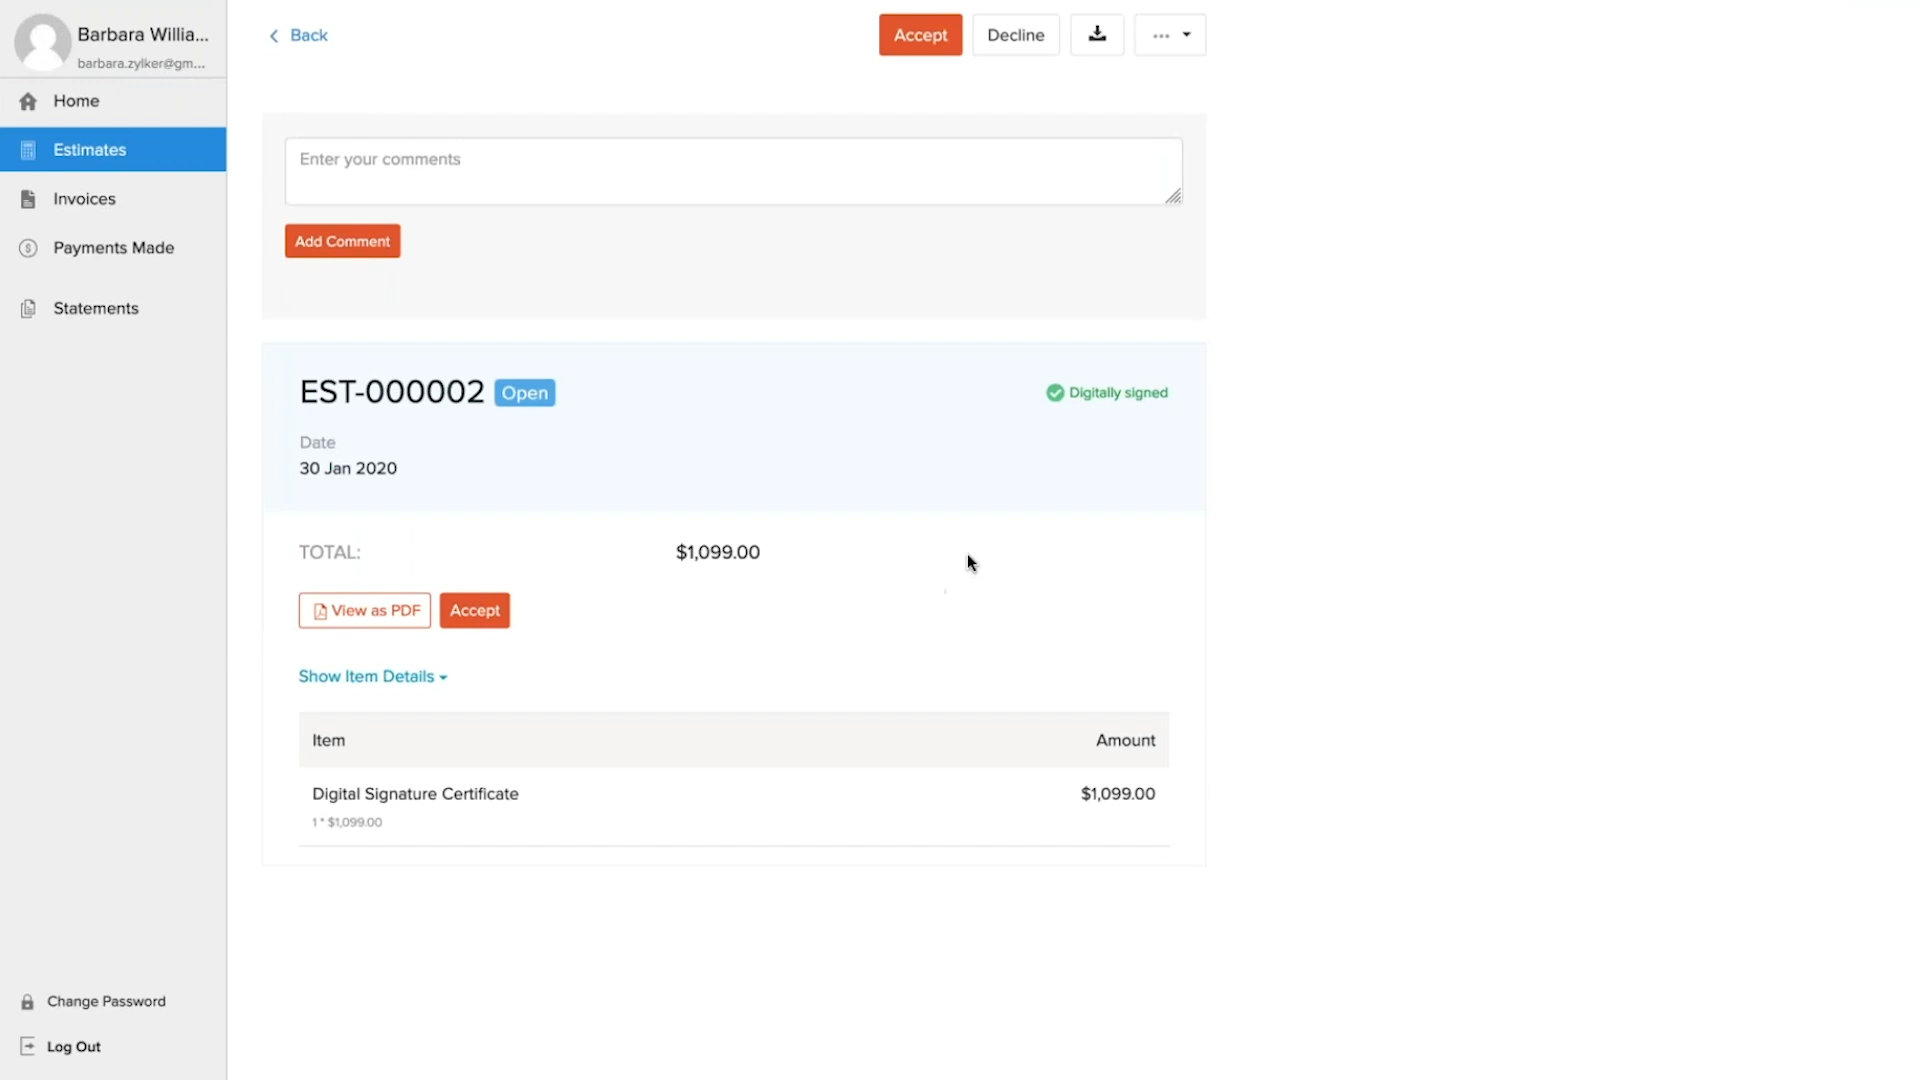 Barbara Willia...
barbara.zylker@gm...
Home
Estimates
Invoices
Payments Made
Statements
Change Password
Log Out
Back
Accept
Decline
Enter your comments
Add Comment
EST-000002
Open
Digitally signed
Date
30 Jan 2020
TOTAL:
$1,099.00
View as PDF
Accept
Show Item Details
Item
Amount
Digital Signature Certificate
$1,099.00
1 * $1,099.00